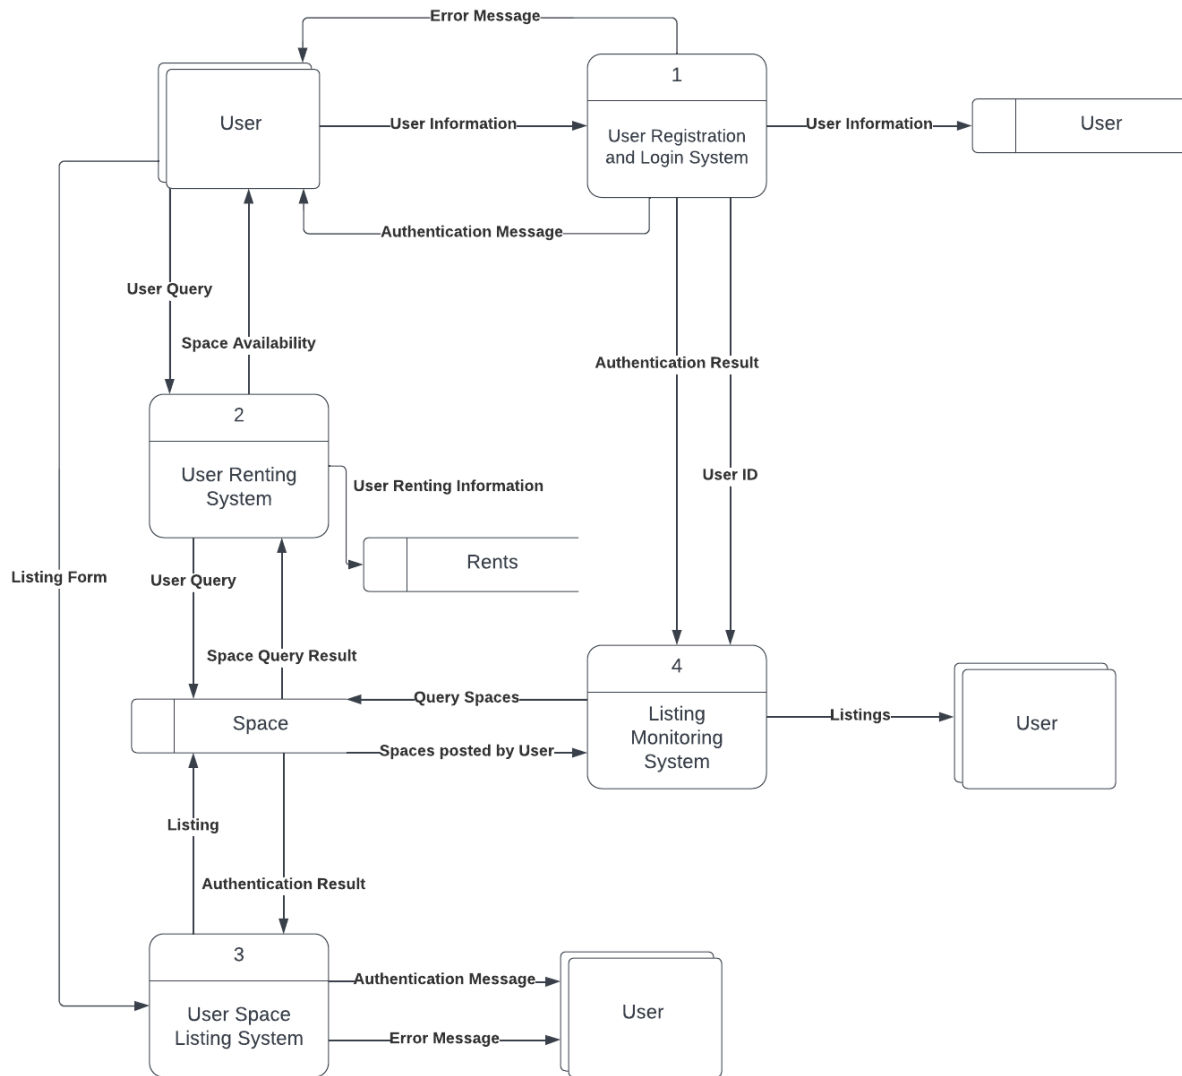 Error Message
1
User
User Information
User Registration
and Login System
User Information
User
Authentication Message
User Query
Space Availability
Authentication Result
2
User Renting
System
User ID
User Renting Information
Rents
Listing Form
User Query
Space Query Result
4
Query Spaces
Listing
Monitoring
System
Listings
User
Space
Spaces posted by User
Listing
Authentication Result
3
User Space
Listing System
Authentication Message
Error Message
User